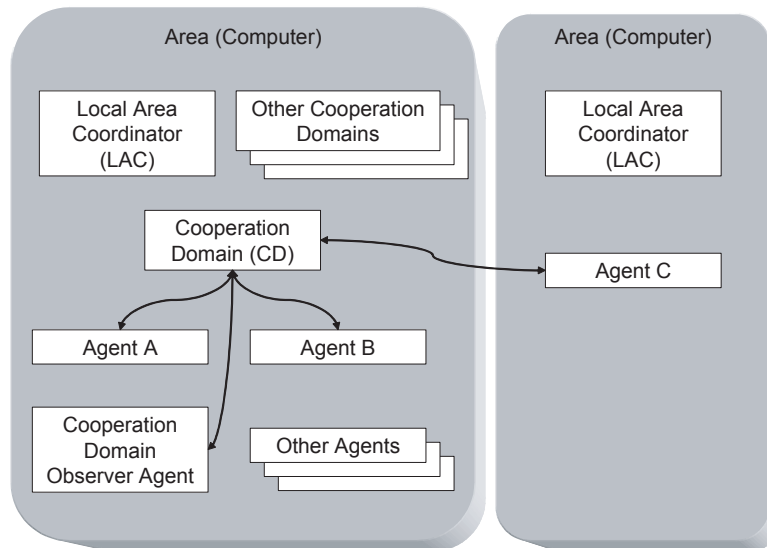 Area (Computer)
Local Area
Coordinator
(LAC)
Other Cooperation
Domains
Cooperation
Domain (CD)
Agent A
Agent B
Cooperation
Domain
Observer Agent
Other Agents
Area (Computer)
Local Area
Coordinator
(LAC)
Agent C